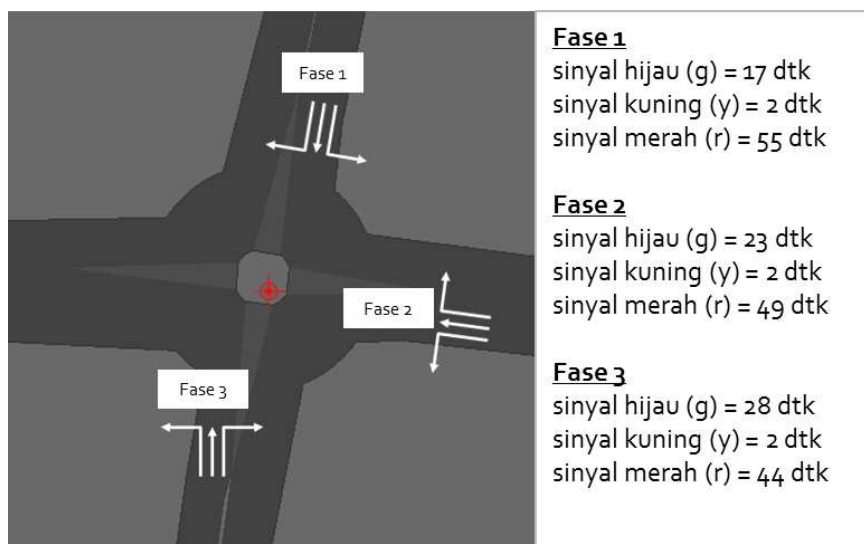 Fase 1
Fase 2
Fase 3
Fase 1
sinyal hijau (g) = 17 dtk
sinyal kuning (y) = 2 dtk
sinyal merah (r) = 55 dtk
Fase 2
sinyal hijau (g) = 23 dtk
sinyal kuning (y) = 2 dtk
sinyal merah (r) = 49 dtk
Fase 3
sinyal hijau (g) = 28 dtk
sinyal kuning (y) = 2 dtk
sinyal merah (r) = 44 dtk